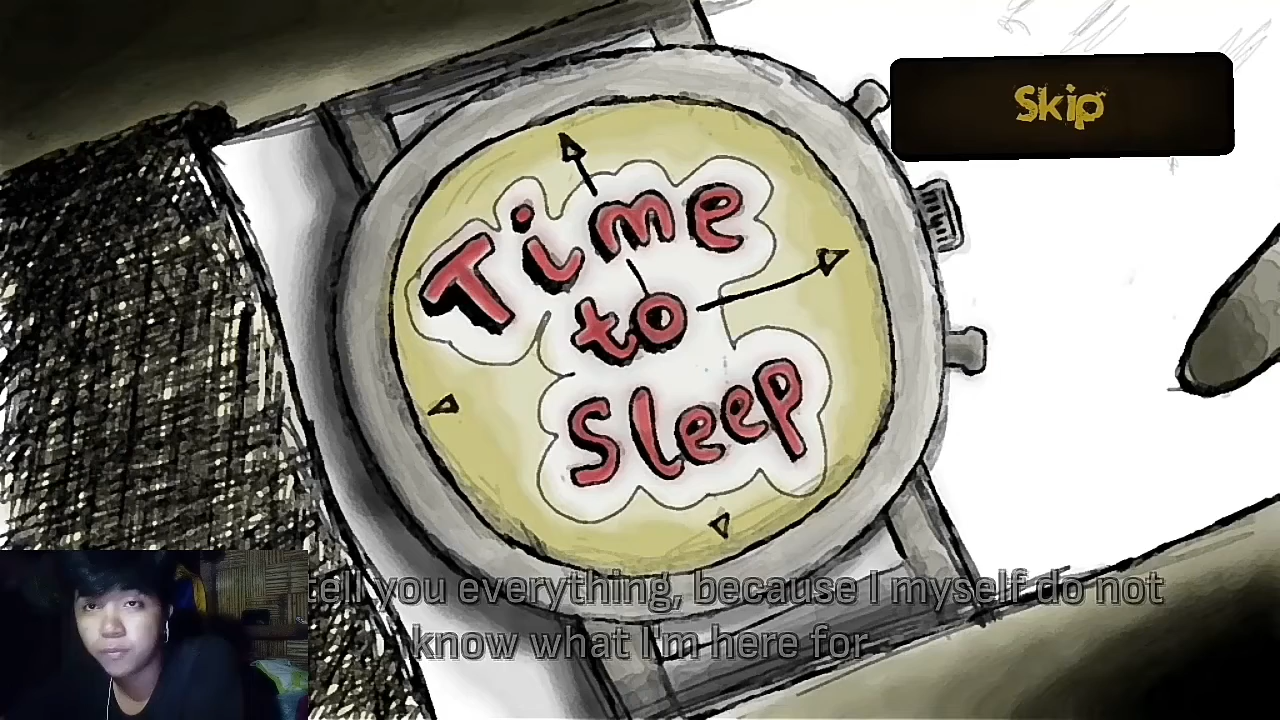 Skip
Time
to
Sleep
tell you everything, because I myself do not
know what I'm here for